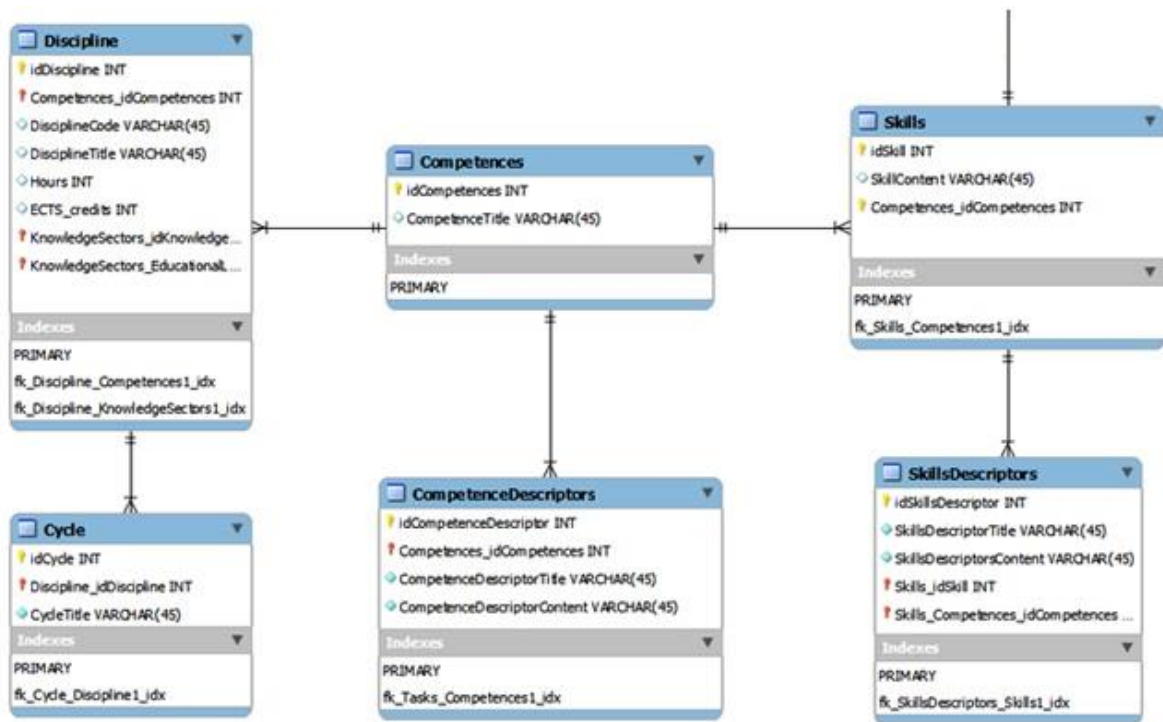 Discipline
idDiscipline INT
Competences_idCompetences INT
DisciplineCode VARCHAR(45)
DisciplineTitle VARCHAR(45)
Hours INT
ECTS_credits INT
KnowledgeSectors_idKnowledge...
KnowledgeSectors_EducationalL...
Indexes
PRIMARY
fk_Discipline_Competences1_idx
fk_Discipline_KnowledgeSectors1_idx
Cycle
idCycle INT
Discipline_idDiscipline INT
CycleTitle VARCHAR(45)
Indexes
PRIMARY
fk_Cycle_Discipline1_idx
Competences
idCompetences INT
CompetenceTitle VARCHAR(45)
Indexes
PRIMARY
CompetenceDescriptors
idCompetenceDescriptor INT
Competences_idCompetences INT
CompetenceDescriptorTitle VARCHAR(45)
CompetenceDescriptorContent VARCHAR(45)
Indexes
PRIMARY
fk_Tasks_Competences1_idx
Skills
idSkill INT
SkillContent VARCHAR(45)
Competences_idCompetences INT
Indexes
PRIMARY
fk_Skills_Competences1_idx
SkillsDescriptors
idSkillsDescriptor INT
SkillsDescriptorTitle VARCHAR(45)
SkillsDescriptorsContent VARCHAR(45)
Skills_idSkill INT
Skills_Competences_idCompetences ...
Indexes
PRIMARY
fk_SkillsDescriptors_Skills1_idx